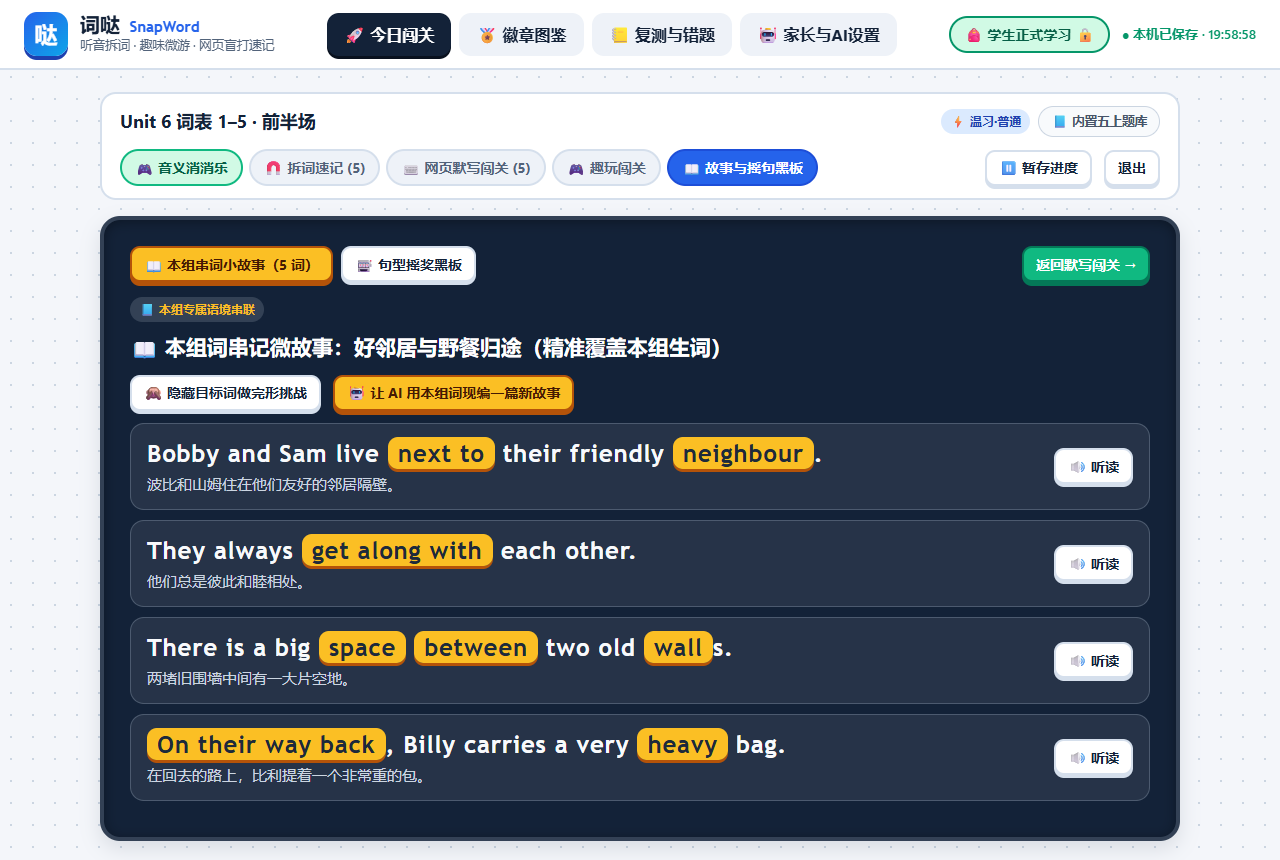 哒 词哒 SnapWord
听音拆词 · 趣味微游 · 网页盲打速记
🚀 今日闯关 🏅 徽章图鉴 📒 复测与错题 🤖 家长与AI设置
🎒 学生正式学习 🔒 ● 本机已保存 · 19:58:58
Unit 6 词表 1–5 · 前半场
⚡ 温习·普通 📘 内置五上题库
🎮 音义消消乐 🧲 拆词速记 (5) ⌨️ 网页默写闯关 (5) 🎮 趣玩闯关 📖 故事与摇句黑板
⏸️ 暂存进度 退出
📖 本组串词小故事（5 词） 🎰 句型摇奖黑板 返回默写闯关 →
📘 本组专属语境串联
📖 本组词串记微故事：好邻居与野餐归途（精准覆盖本组生词）
🙈 隐藏目标词做完形挑战 🤖 让 AI 用本组词现编一篇新故事
Bobby and Sam live next to their friendly neighbour.
波比和山姆住在他们友好的邻居隔壁。
🔊 听读
They always get along with each other.
他们总是彼此和睦相处。
🔊 听读
There is a big space between two old walls.
两堵旧围墙中间有一大片空地。
🔊 听读
On their way back, Billy carries a very heavy bag.
在回去的路上，比利提着一个非常重的包。
🔊 听读